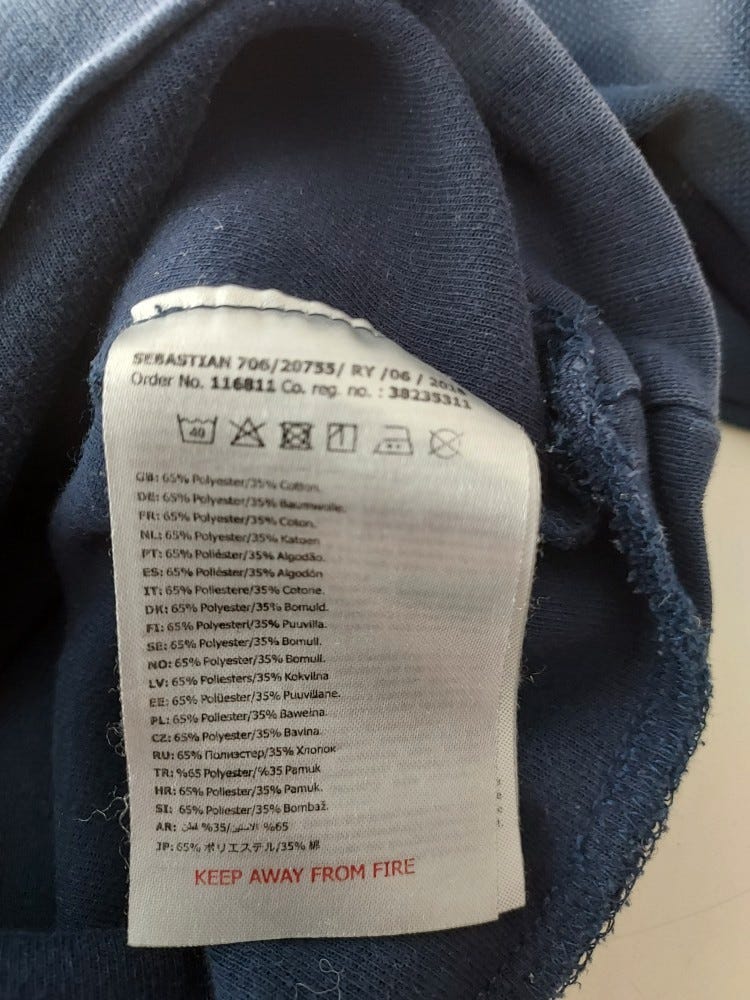 SEBASTIAN 706/20755/ RY /06 / 2018
Order No. 116811 Co. reg. no. : 38235311
40
GB: 65% Polyester/35% Cotton.
DE: 65% Polyester/35% Baumwolle.
FR: 65% Polyester/35% Coton.
NL: 65% Polyester/35% Katoen
PT: 65% Poliéster/35% Algodão.
ES: 65% Poliéster/35% Algodón
IT: 65% Poliestere/35% Cotone.
DK: 65% Polyester/35% Bomuld.
FI: 65% Polyesteri/35% Puuvilla.
SE: 65% Polyester/35% Bomull.
NO: 65% Polyester/35% Bomull.
LV: 65% Poliesters/35% Kokvilna
EE: 65% Polüester/35% Puuvillane.
PL: 65% Poliester/35% Bawełna.
CZ: 65% Polyester/35% Bavlna.
RU: 65% Полиэстер/35% Хлопок
TR: %65 Polyester/%35 Pamuk
HR: 65% Poliester/35% Pamuk.
SI: 65% Poliester/35% Bombaž.
AR: %35/ %65
JP: 65% ポリエステル/35% 綿
KEEP AWAY FROM FIRE